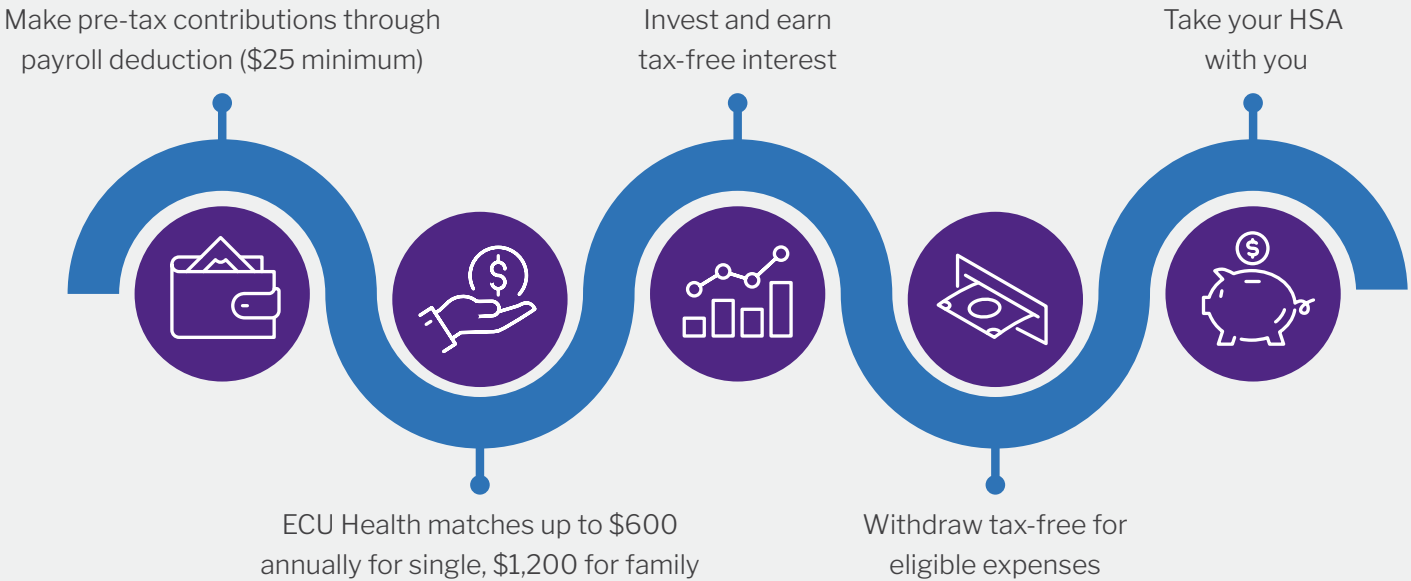 Make pre-tax contributions through
payroll deduction ($25 minimum)
ECU Health matches up to $600
annually for single, $1,200 for family
Invest and earn
tax-free interest
Withdraw tax-free for
eligible expenses
Take your HSA
with you